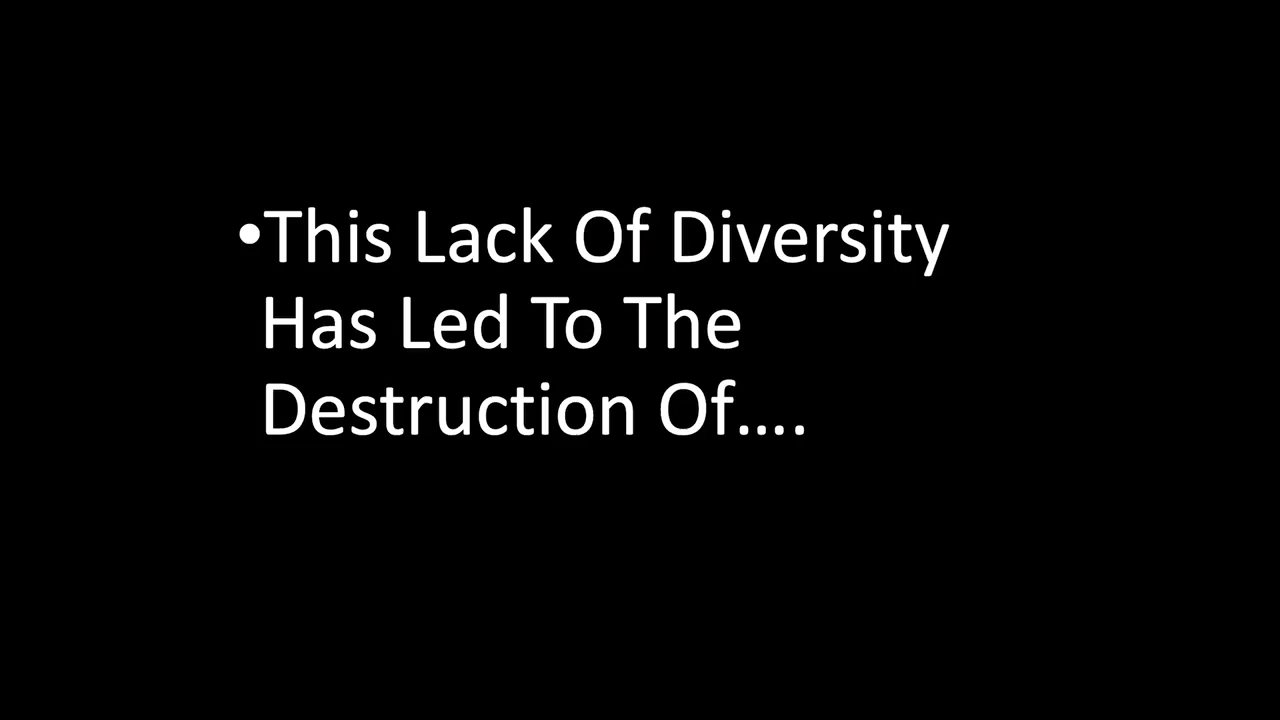 •This Lack Of Diversity
Has Led To The
Destruction Of….